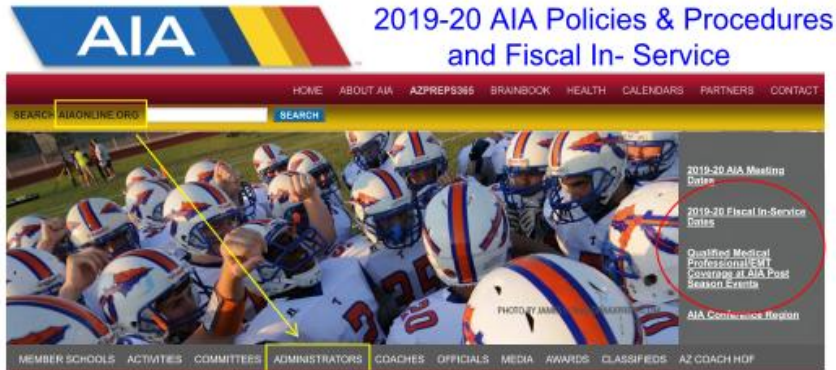 AIA
2019-20 AIA Policies & Procedures
and Fiscal In- Service
HOME ABOUT AIA AZPREPS365 BRAINBOOK HEALTH CALENDARS PARTNERS CONTACT
SEARCH AIAONLINE.ORG SEARCH
2019-20 AIA Meeting
Dates
2019-20 Fiscal In-Service
Dates
Qualified Medical
Professional/EMT
Coverage at AIA Post
Season Events
PHOTO BY
AIA Conference Region
MEMBER SCHOOLS ACTIVITIES COMMITTEES ADMINISTRATORS COACHES OFFICIALS MEDIA AWARDS CLASSIFIEDS AZ COACH HOF